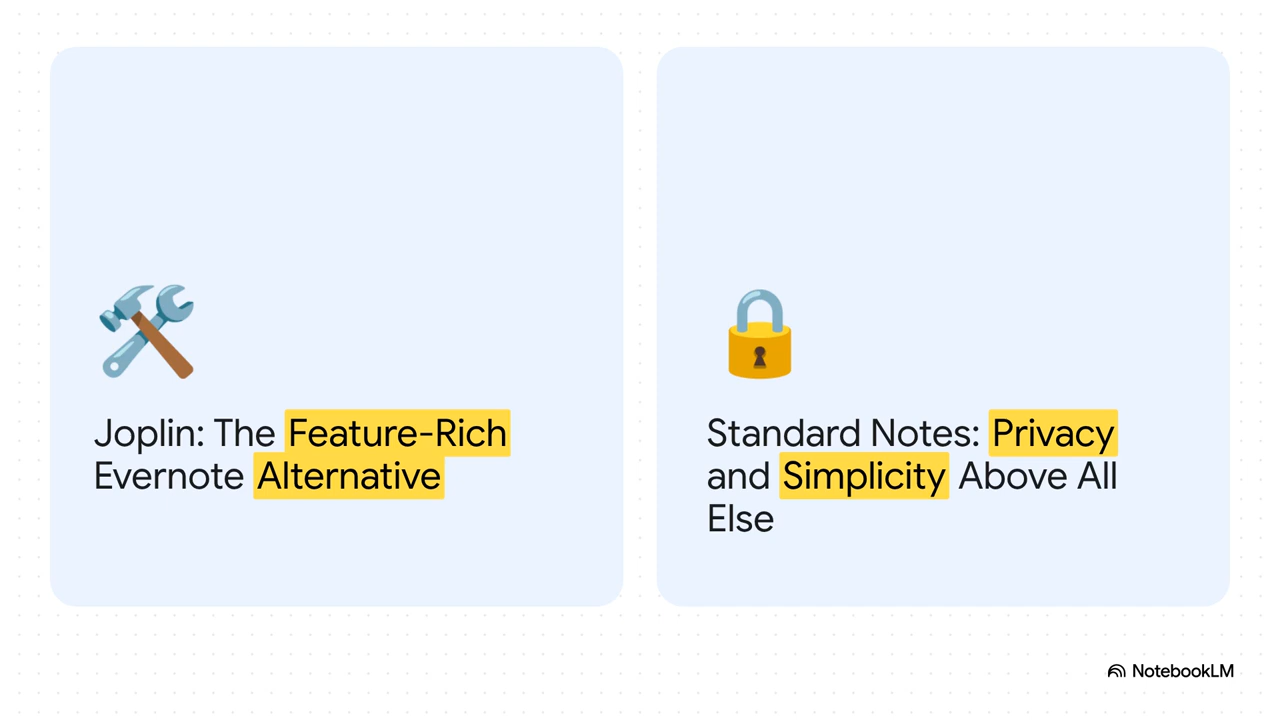 Joplin: The Feature-Rich
Evernote Alternative
Standard Notes: Privacy
and Simplicity Above All
Else
NotebookLM